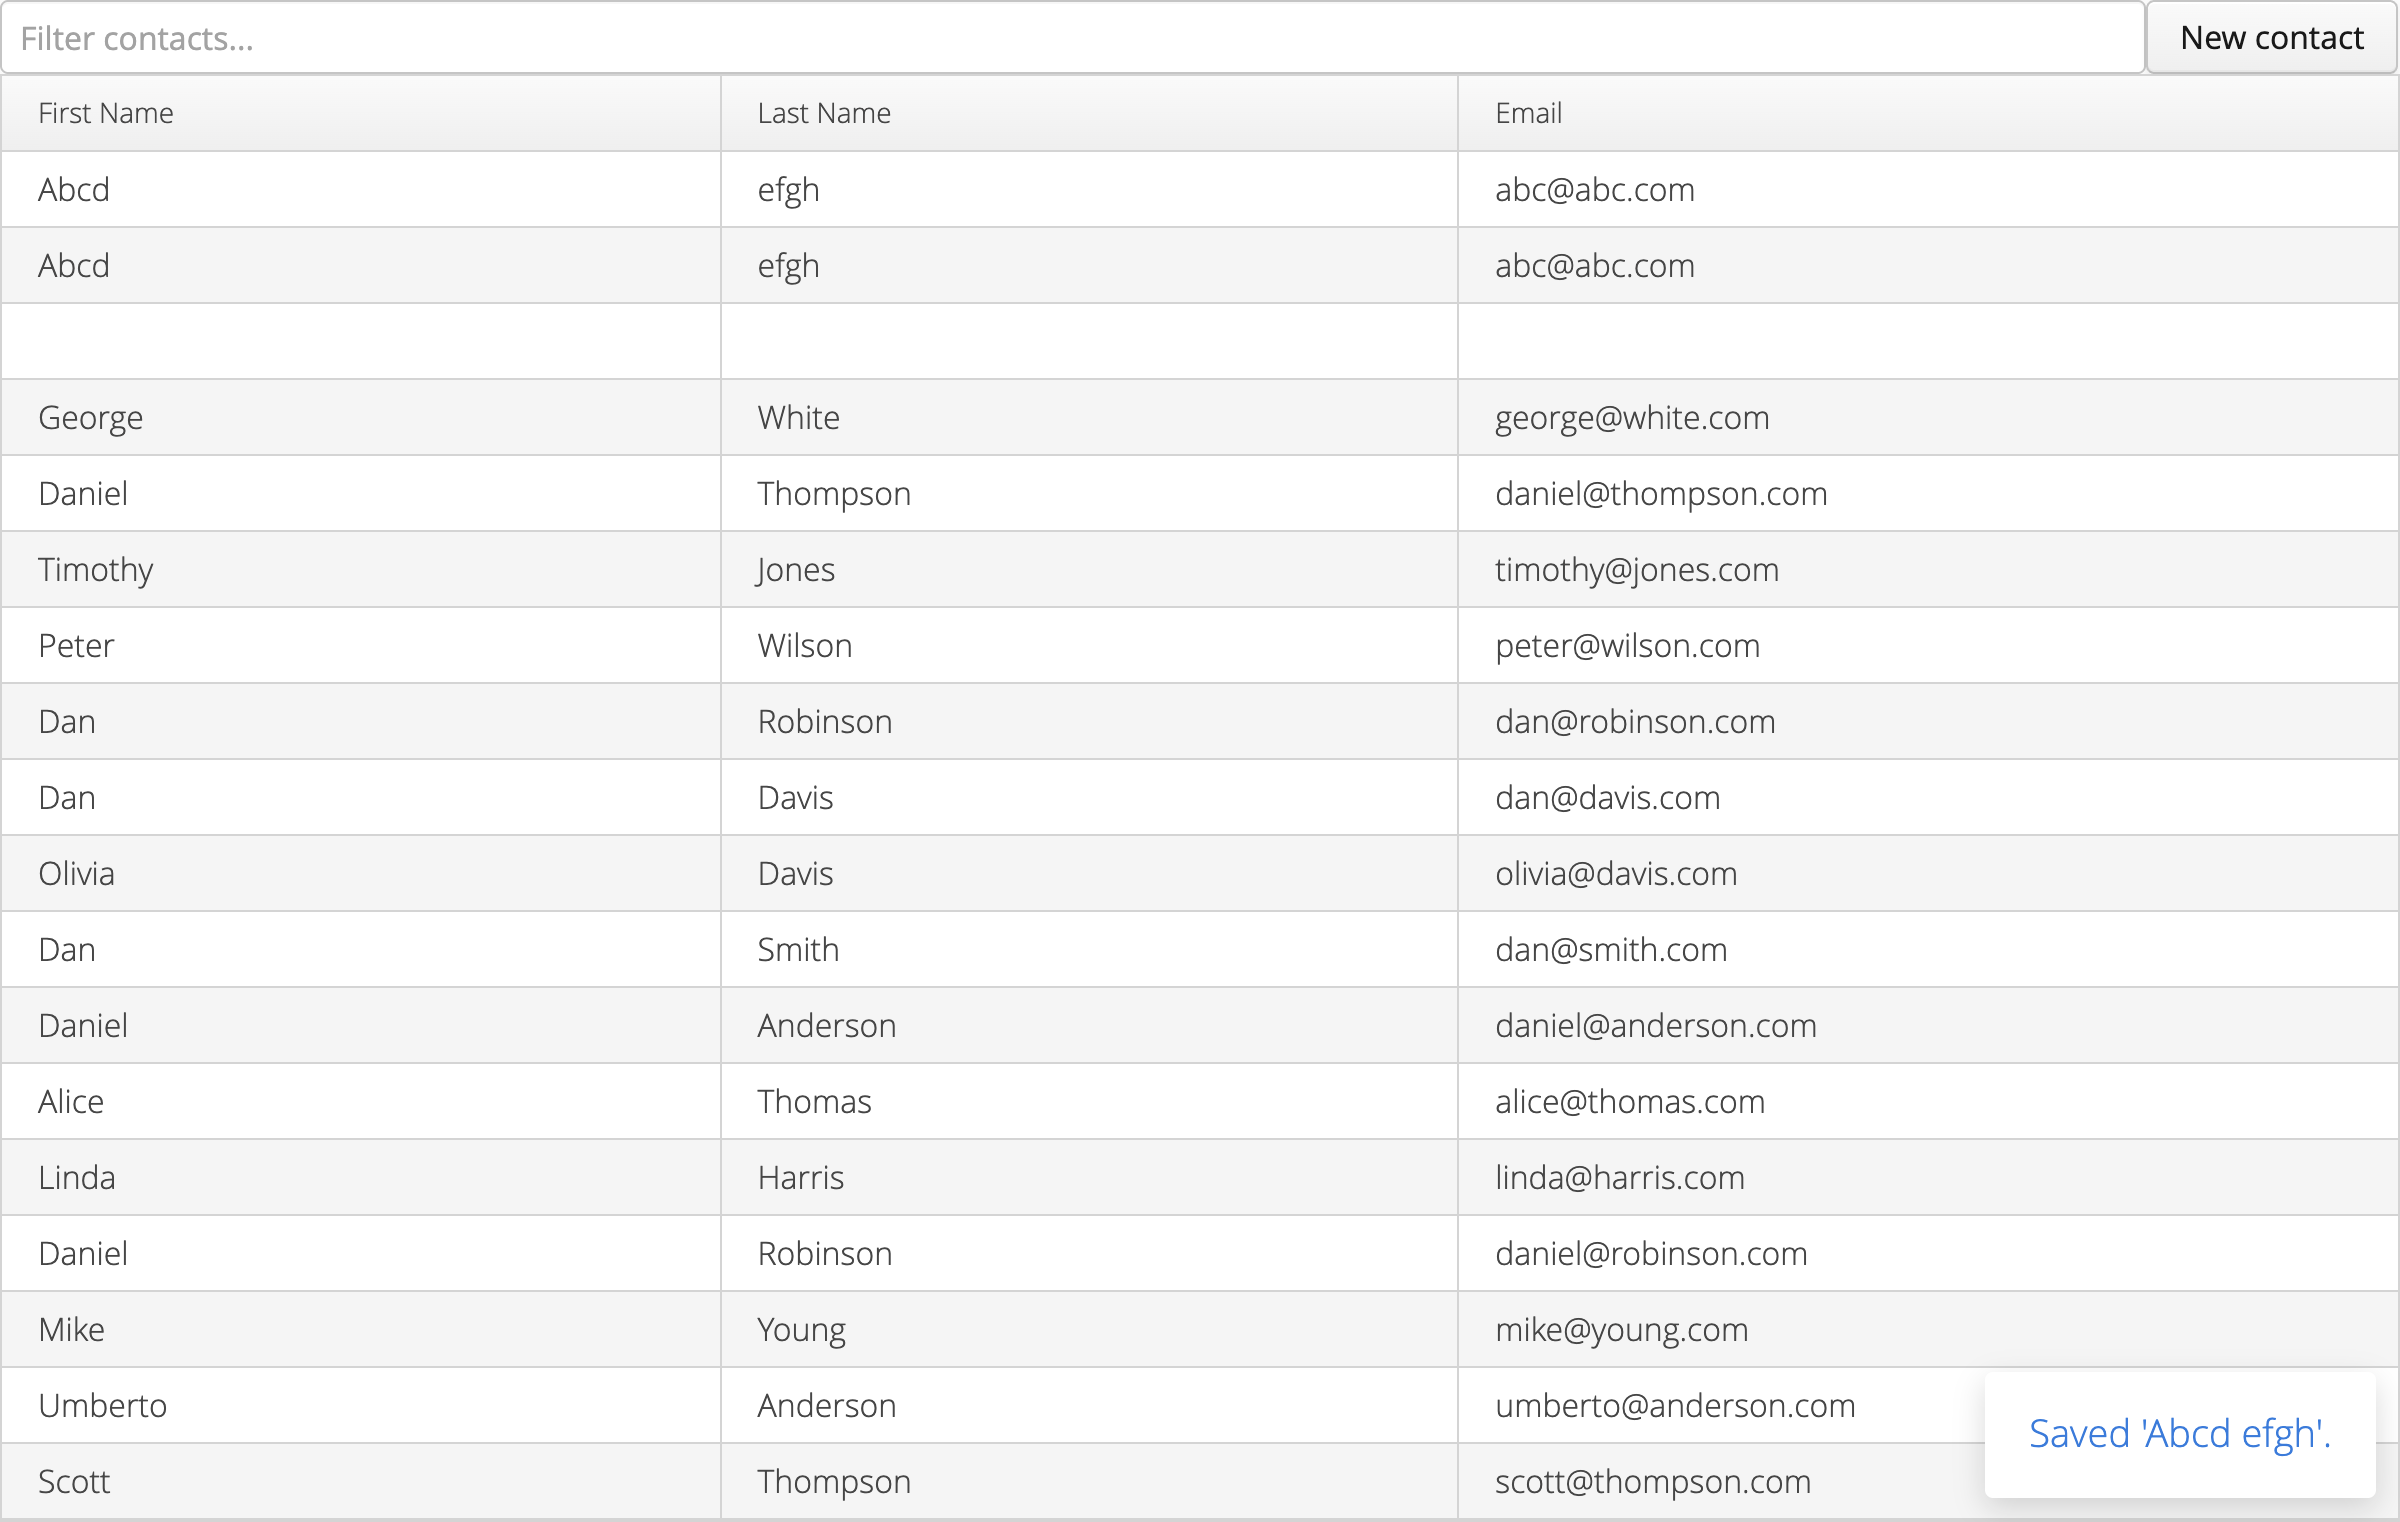 Filter contacts... New contact
First Name Last Name Email
Abcd efgh abc@abc.com
Abcd efgh abc@abc.com
George White george@white.com
Daniel Thompson daniel@thompson.com
Timothy Jones timothy@jones.com
Peter Wilson peter@wilson.com
Dan Robinson dan@robinson.com
Dan Davis dan@davis.com
Olivia Davis olivia@davis.com
Dan Smith dan@smith.com
Daniel Anderson daniel@anderson.com
Alice Thomas alice@thomas.com
Linda Harris linda@harris.com
Daniel Robinson daniel@robinson.com
Mike Young mike@young.com
Umberto Anderson umberto@anderson.com
Saved 'Abcd efgh'.
Scott Thompson scott@thompson.com